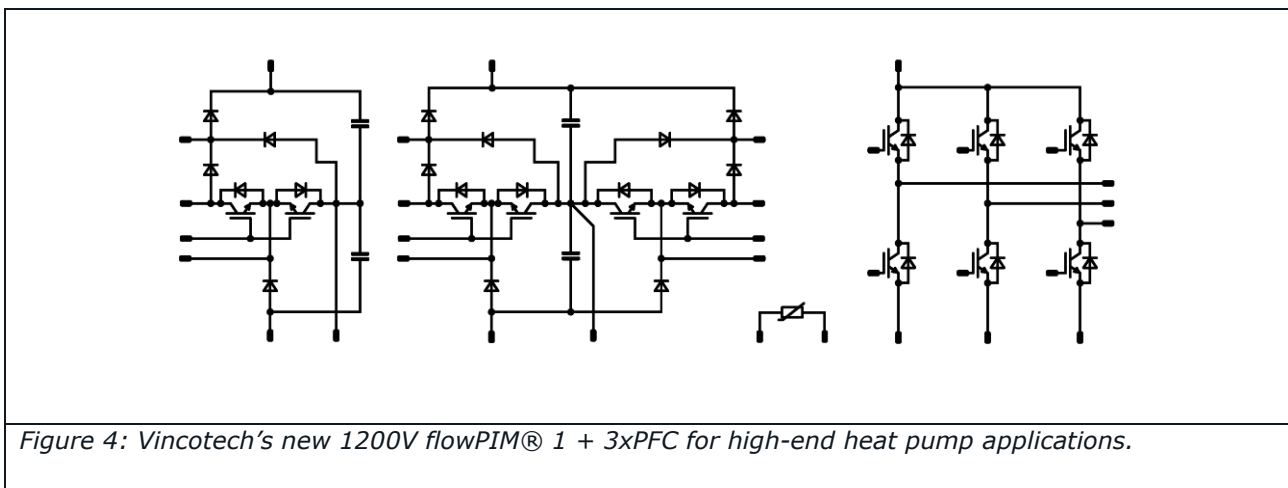 Figure 4: Vincotech's new 1200V flowPIM® 1 + 3xPFC for high-end heat pump applications.